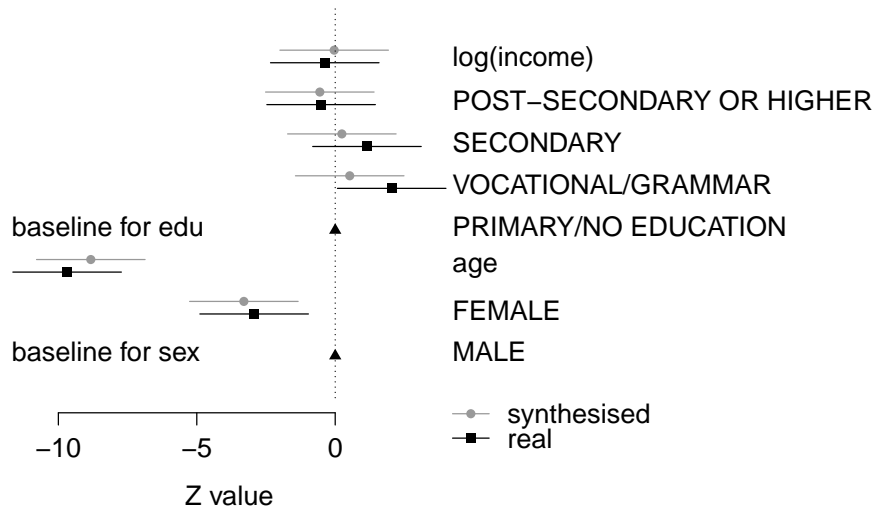 log(income)
POST−SECONDARY OR HIGHER
SECONDARY
VOCATIONAL/GRAMMAR
baseline for edu PRIMARY/NO EDUCATION
age
FEMALE
baseline for sex MALE
synthesised
real
−10 −5 0
Z value